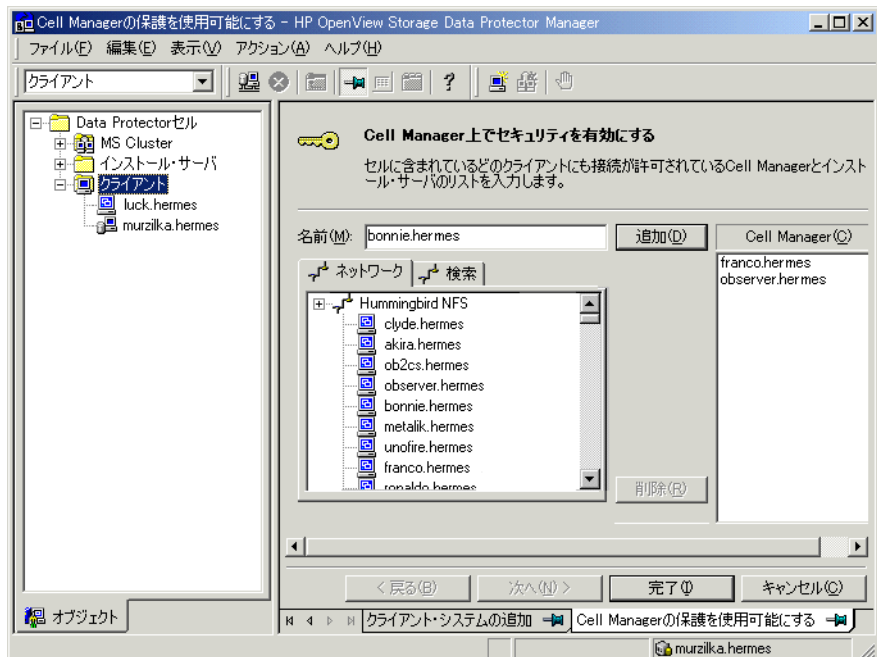 Cell Managerの保護を使用可能にする - HP OpenView Storage Data Protector Manager
ファイル(F) 編集(E) 表示(V) アクション(A) ヘルプ(H)
クライアント
Data Protectorセル
MS Cluster
インストール・サーバ
クライアント
luck.hermes
murzilka.hermes
オブジェクト
Cell Manager上でセキュリティを有効にする
セルに含まれているどのクライアントにも接続が許可されているCell Managerとインスト
ール・サーバのリストを入力します。
名前(M): bonnie.hermes 追加(D) Cell Manager(C)
ネットワーク 検索
Hummingbird NFS
clyde.hermes
akira.hermes
ob2cs.hermes
observer.hermes
bonnie.hermes
metalik.hermes
unofire.hermes
franco.hermes
ronaldo.hermes
franco.hermes
observer.hermes
削除(R)
< 戻る(B) 次へ(N) > 完了(I) キャンセル(C)
クライアント・システムの追加 Cell Managerの保護を使用可能にする
murzilka.hermes